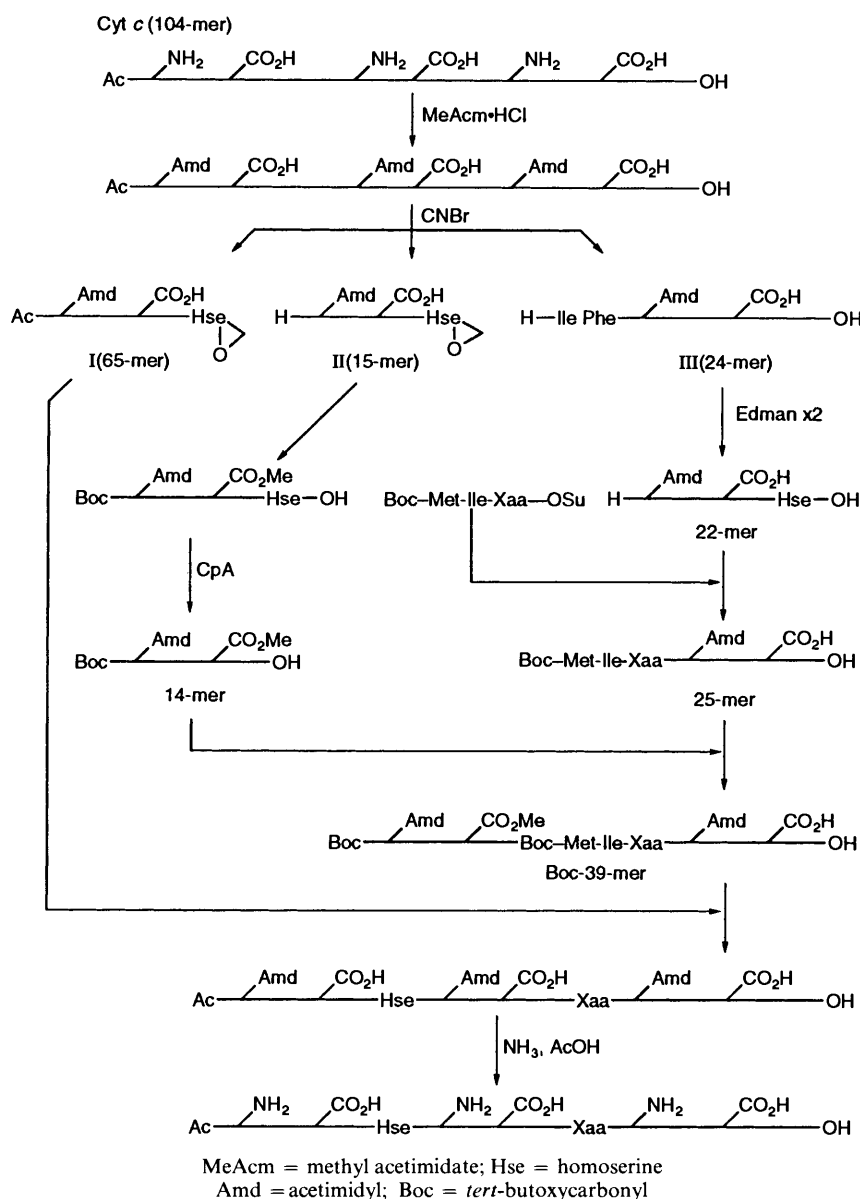 Cyt c (104-mer)
NH2 CO2H NH2 CO2H NH2 CO2H
Ac OH
MeAcm•HCl
Amd CO2H Amd CO2H Amd CO2H
Ac OH
CNBr
Amd CO2H Amd CO2H Amd CO2H
Ac Hse H Hse H—Ile Phe OH
O O
I(65-mer) II(15-mer) III(24-mer)
Edman x2
Amd CO2Me Amd CO2H
Boc Hse—OH Boc–Met-Ile-Xaa—OSu H Hse—OH
22-mer
CpA
Amd CO2Me Amd CO2H
Boc OH Boc–Met-Ile-Xaa OH
14-mer 25-mer
Amd CO2Me Amd CO2H
Boc Boc–Met-Ile-Xaa OH
Boc-39-mer
Amd CO2H Amd CO2H Amd CO2H
Ac Hse Xaa OH
NH3, AcOH
NH2 CO2H NH2 CO2H NH2 CO2H
Ac Hse Xaa OH
MeAcm = methyl acetimidate; Hse = homoserine
Amd = acetimidyl; Boc = tert-butoxycarbonyl